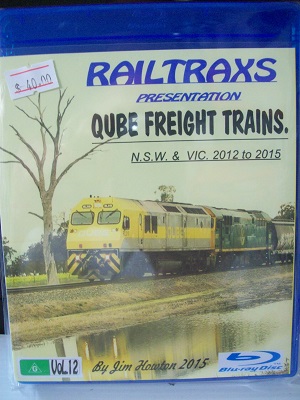 $ 40.00
RAILTRAXS
PRESENTATION
QUBE FREIGHT TRAINS.
N.S.W. & VIC. 2012 to 2015
G
VOL.12
By Jim Howton 2015
Blu-ray Disc